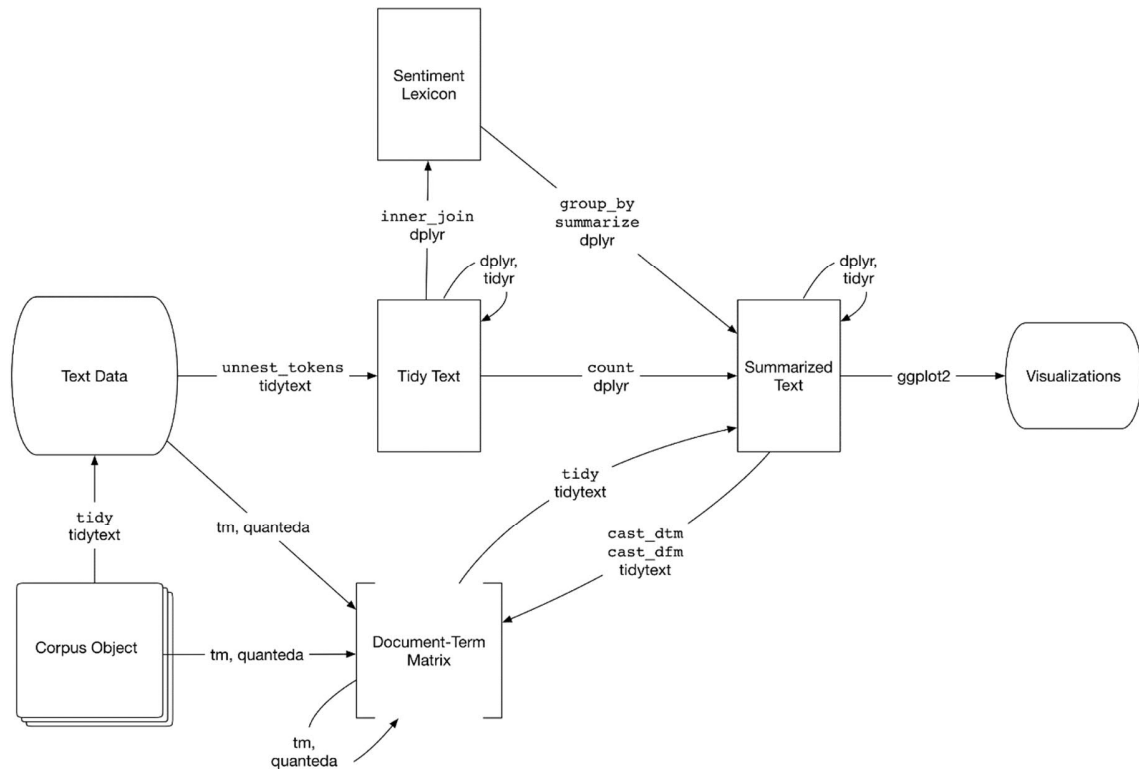 Sentiment
Lexicon
inner_join
dplyr
group_by
summarize
dplyr
dplyr,
tidyr
dplyr,
tidyr
Text Data
unnest_tokens
tidytext
Tidy Text
count
dplyr
Summarized
Text
ggplot2
Visualizations
tidy
tidytext
tm, quanteda
tidy
tidytext
cast_dtm
cast_dfm
tidytext
Corpus Object
tm, quanteda
Document-Term
Matrix
tm,
quanteda